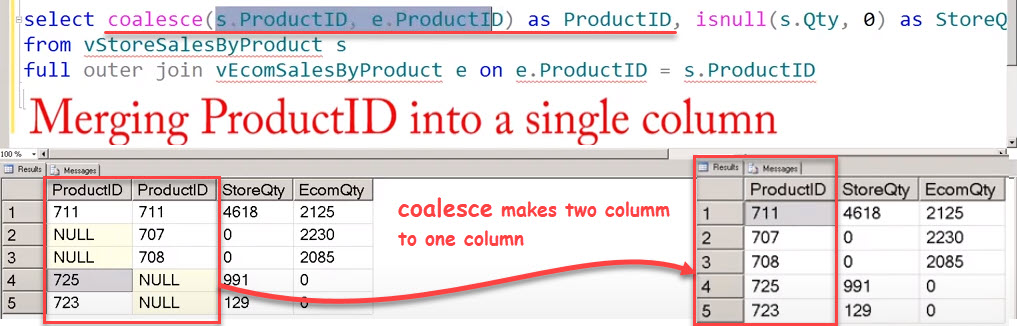 select coalesce(s.ProductID, e.ProductID) as ProductID, isnull(s.Qty, 0) as StoreQ
from vStoreSalesByProduct s
full outer join vEcomSalesByProduct e on e.ProductID = s.ProductID
Merging ProductID into a single column
100 %
Results Messages
ProductID ProductID StoreQty EcomQty
1 711 711 4618 2125
2 NULL 707 0 2230
3 NULL 708 0 2085
4 725 NULL 991 0
5 723 NULL 129 0
coalesce makes two columm
to one column
Results Messages
ProductID StoreQty EcomQty
1 711 4618 2125
2 707 0 2230
3 708 0 2085
4 725 991 0
5 723 129 0